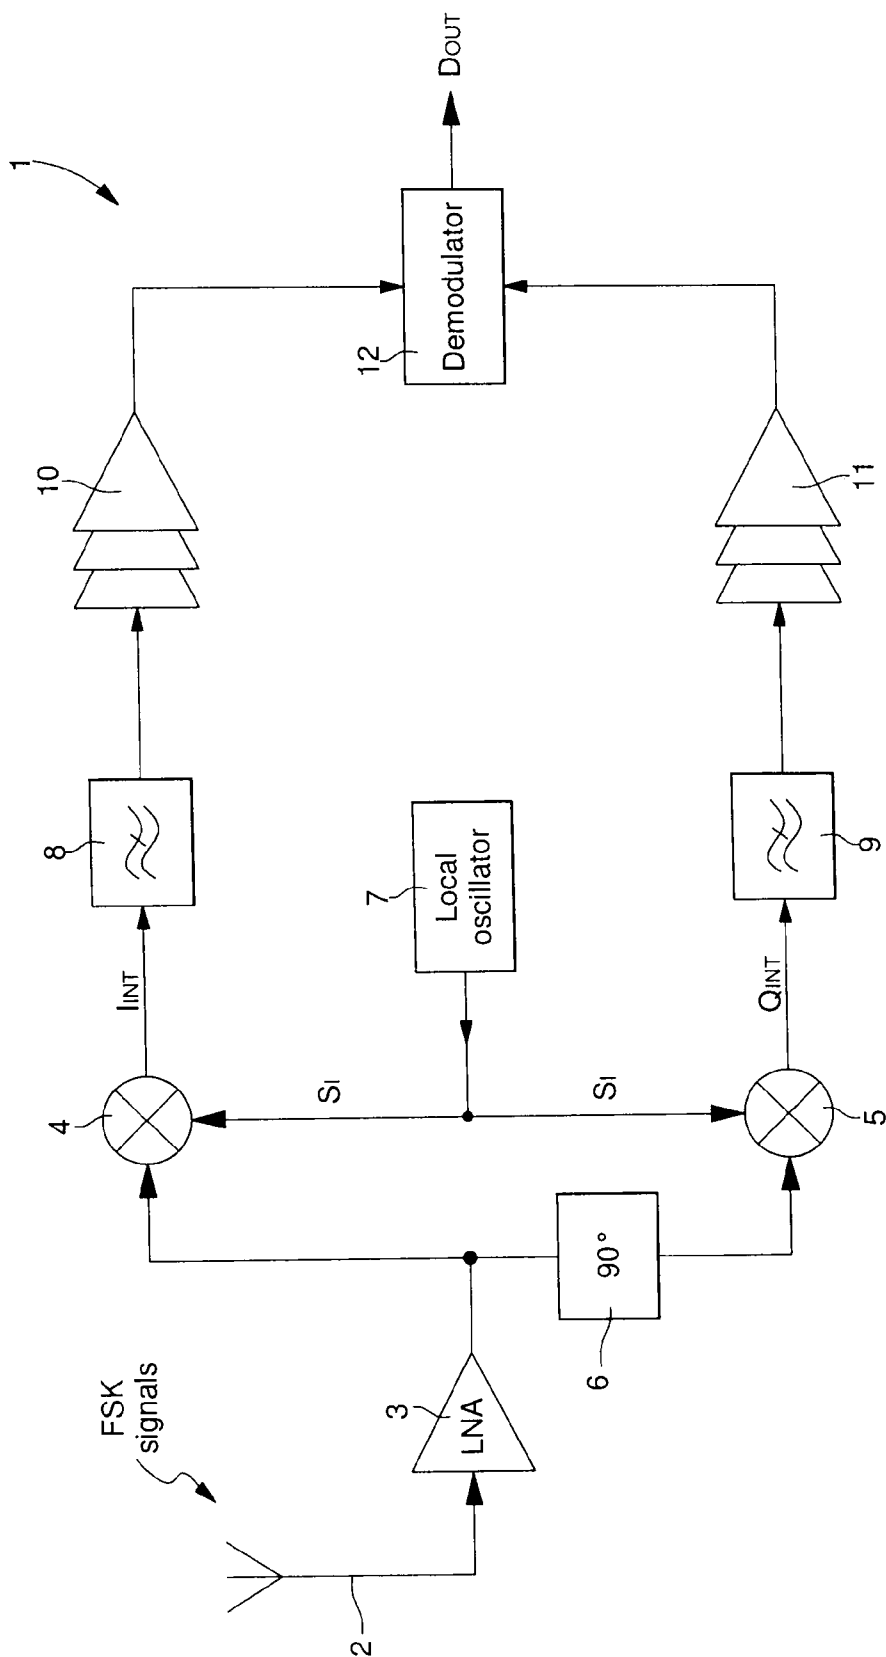 1
FSK
signals
2
3
LNA
4
IINT
8
10
SI
7
Local
oscillator
12
Demodulator
DOUT
6
90°
SI
5
QINT
9
11